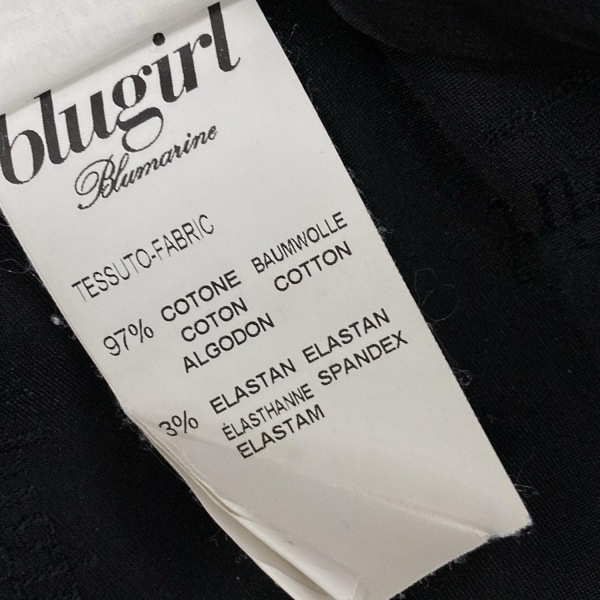 blugirl
Blumarine
TESSUTO-FABRIC
97% COTONE BAUMWOLLE
COTON COTTON
ALGODON
3% ELASTAN ELASTAN
ÉLASTHANNE SPANDEX
ELASTAM